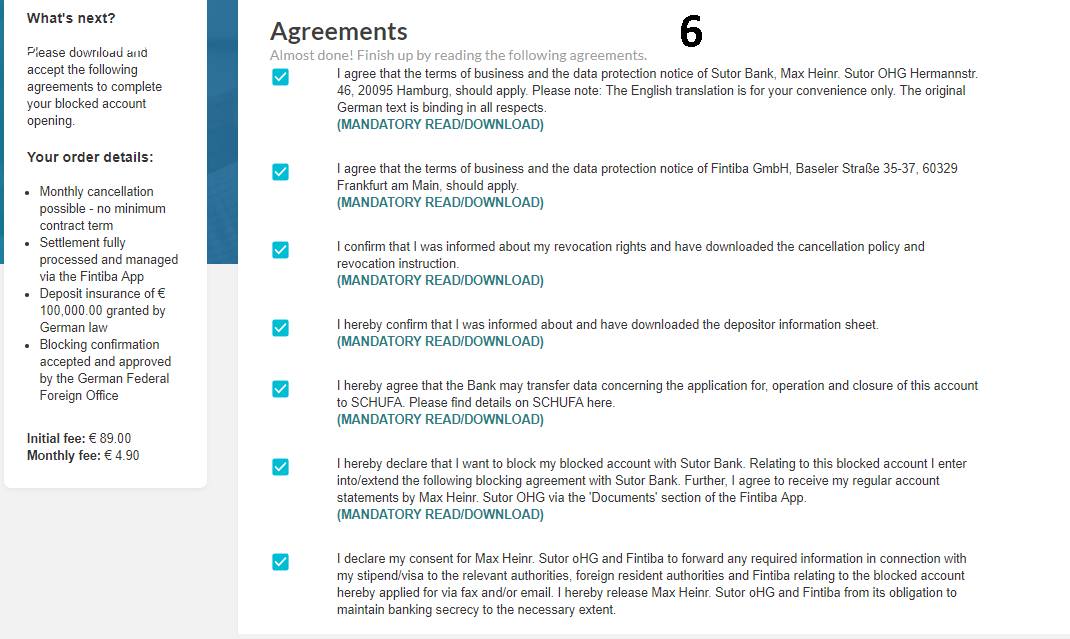 What's next?
Please download and
accept the following
agreements to complete
your blocked account
opening.
Your order details:
Monthly cancellation
possible - no minimum
contract term
Settlement fully
processed and managed
via the Fintiba App
Deposit insurance of €
100,000.00 granted by
German law
Blocking confirmation
accepted and approved
by the German Federal
Foreign Office
Initial fee: € 89.00
Monthly fee: € 4.90
Agreements
6
Almost done! Finish up by reading the following agreements.
I agree that the terms of business and the data protection notice of Sutor Bank, Max Heinr. Sutor OHG Hermannstr.
46, 20095 Hamburg, should apply. Please note: The English translation is for your convenience only. The original
German text is binding in all respects.
(MANDATORY READ/DOWNLOAD)
I agree that the terms of business and the data protection notice of Fintiba GmbH, Baseler Straße 35-37, 60329
Frankfurt am Main, should apply.
(MANDATORY READ/DOWNLOAD)
I confirm that I was informed about my revocation rights and have downloaded the cancellation policy and
revocation instruction.
(MANDATORY READ/DOWNLOAD)
I hereby confirm that I was informed about and have downloaded the depositor information sheet.
(MANDATORY READ/DOWNLOAD)
I hereby agree that the Bank may transfer data concerning the application for, operation and closure of this account
to SCHUFA. Please find details on SCHUFA here.
(MANDATORY READ/DOWNLOAD)
I hereby declare that I want to block my blocked account with Sutor Bank. Relating to this blocked account I enter
into/extend the following blocking agreement with Sutor Bank. Further, I agree to receive my regular account
statements by Max Heinr. Sutor OHG via the 'Documents' section of the Fintiba App.
(MANDATORY READ/DOWNLOAD)
I declare my consent for Max Heinr. Sutor oHG and Fintiba to forward any required information in connection with
my stipend/visa to the relevant authorities, foreign resident authorities and Fintiba relating to the blocked account
hereby applied for via fax and/or email. I hereby release Max Heinr. Sutor oHG and Fintiba from its obligation to
maintain banking secrecy to the necessary extent.